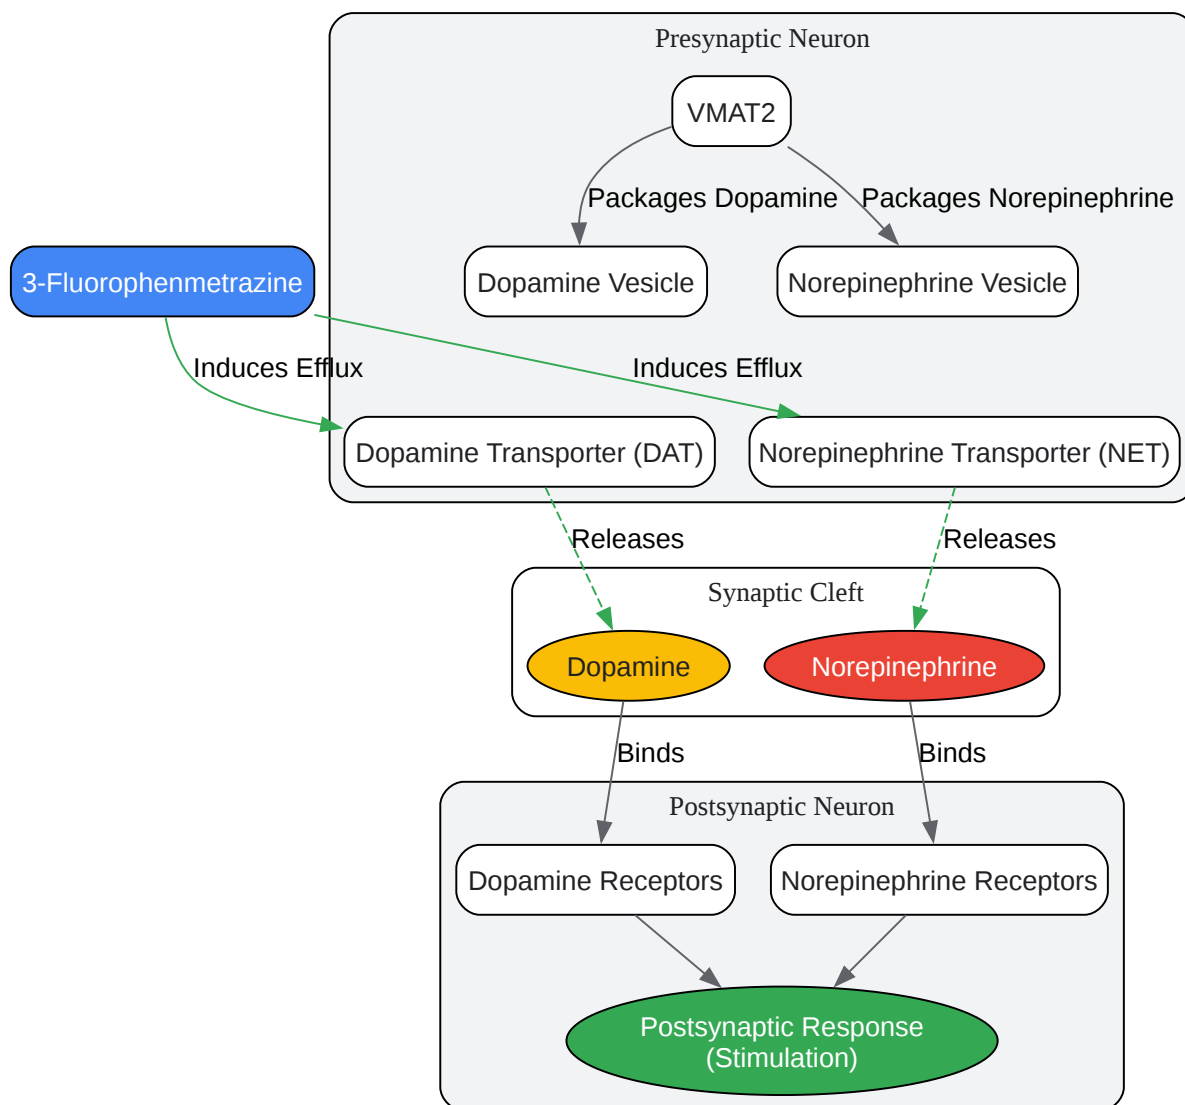 Presynaptic Neuron
VMAT2
Packages Dopamine
Packages Norepinephrine
3-Fluorophenmetrazine
Dopamine Vesicle
Norepinephrine Vesicle
Induces Efflux
Induces Efflux
Dopamine Transporter (DAT)
Norepinephrine Transporter (NET)
Releases
Releases
Synaptic Cleft
Dopamine
Norepinephrine
Binds
Binds
Postsynaptic Neuron
Dopamine Receptors
Norepinephrine Receptors
Postsynaptic Response
(Stimulation)